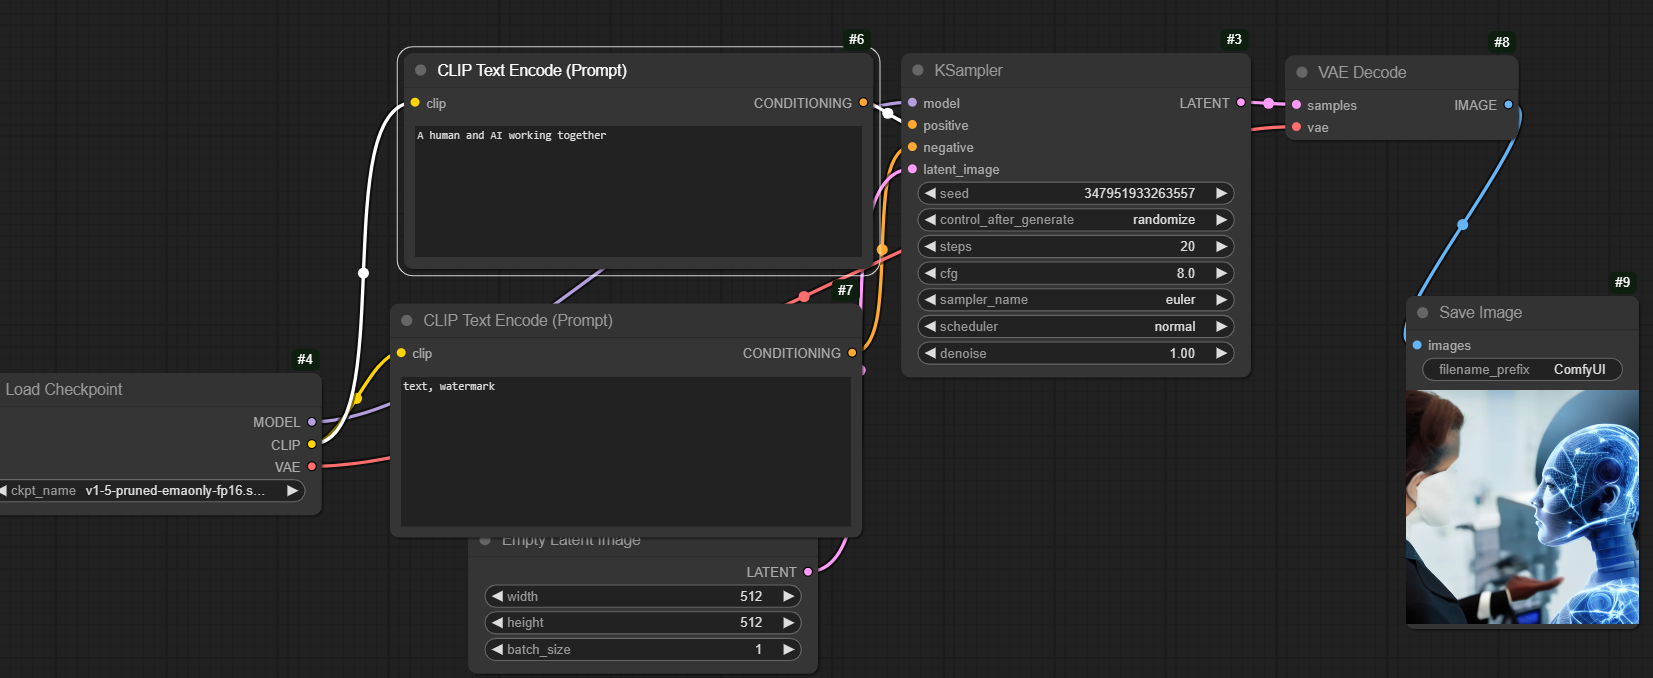 #6
CLIP Text Encode (Prompt)
clip
CONDITIONING
A human and AI working together
#3
KSampler
model
LATENT
positive
negative
latent_image
seed 347951933263557
control_after_generate randomize
steps 20
cfg 8.0
sampler_name euler
scheduler normal
denoise 1.00
#8
VAE Decode
samples
IMAGE
vae
#7
CLIP Text Encode (Prompt)
clip
CONDITIONING
text, watermark
#4
Load Checkpoint
MODEL
CLIP
VAE
ckpt_name v1-5-pruned-emaonly-fp16.s...
Empty Latent Image
LATENT
width 512
height 512
batch_size 1
#9
Save Image
images
filename_prefix ComfyUI